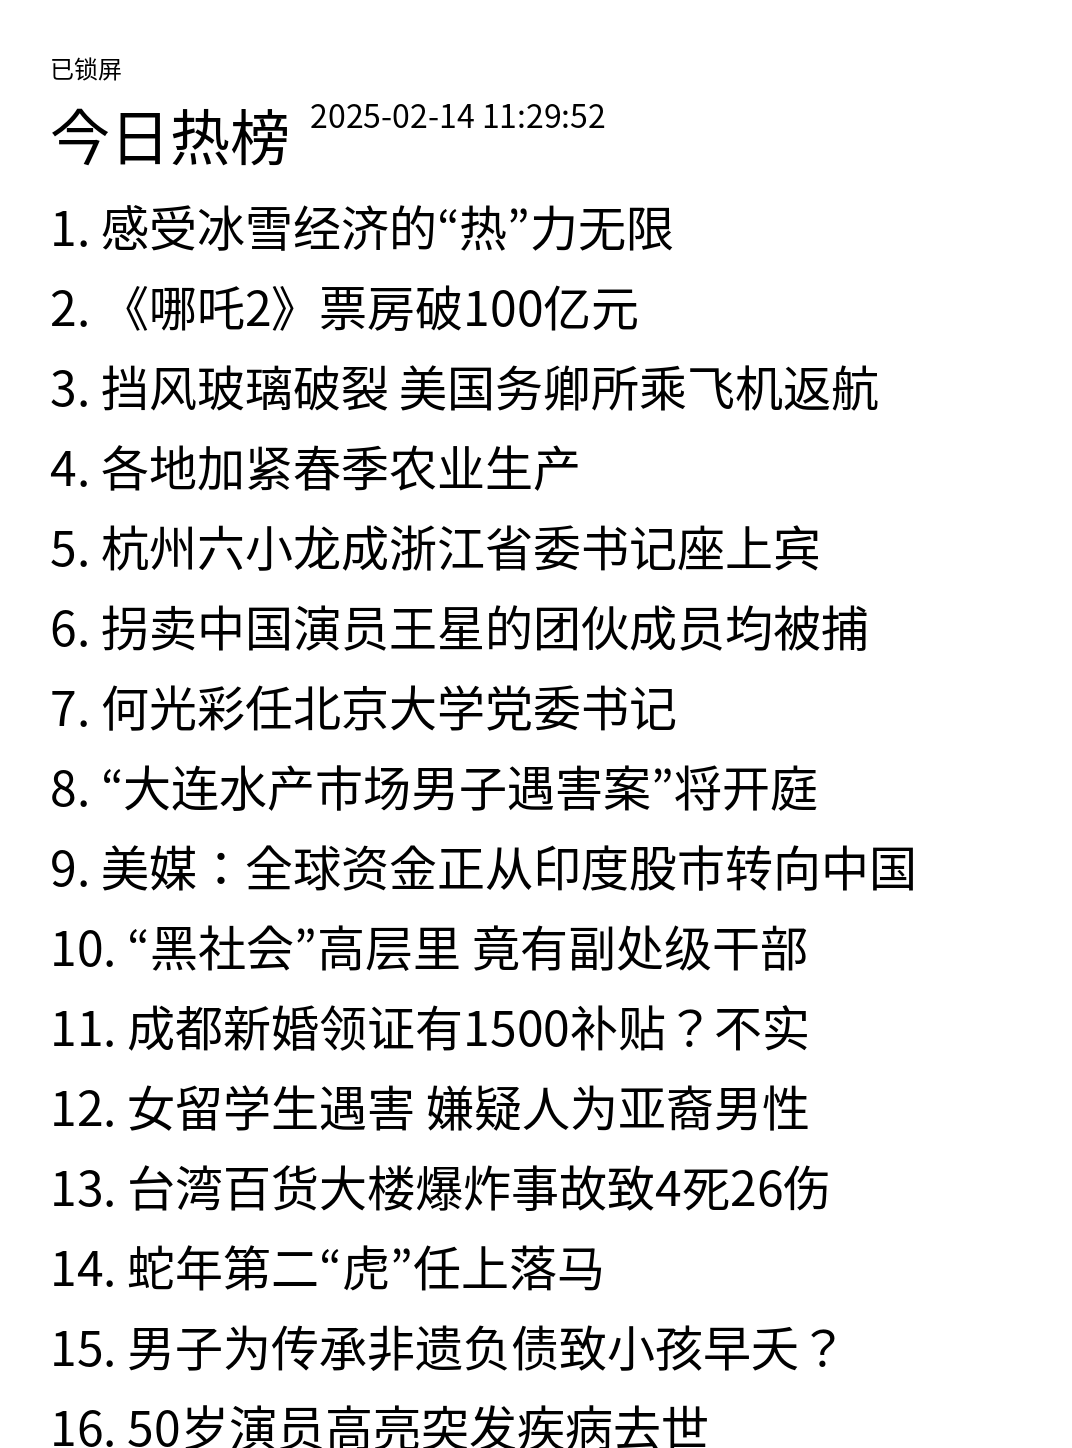 已锁屏
今日热榜 2025-02-14 11:29:52
1. 感受冰雪经济的“热”力无限
2. 《哪吒2》票房破100亿元
3. 挡风玻璃破裂 美国务卿所乘飞机返航
4. 各地加紧春季农业生产
5. 杭州六小龙成浙江省委书记座上宾
6. 拐卖中国演员王星的团伙成员均被捕
7. 何光彩任北京大学党委书记
8. “大连水产市场男子遇害案”将开庭
9. 美媒：全球资金正从印度股市转向中国
10. “黑社会”高层里 竟有副处级干部
11. 成都新婚领证有1500补贴？不实
12. 女留学生遇害 嫌疑人为亚裔男性
13. 台湾百货大楼爆炸事故致4死26伤
14. 蛇年第二“虎”任上落马
15. 男子为传承非遗负债致小孩早夭？
16. 50岁演员高亮突发疾病去世